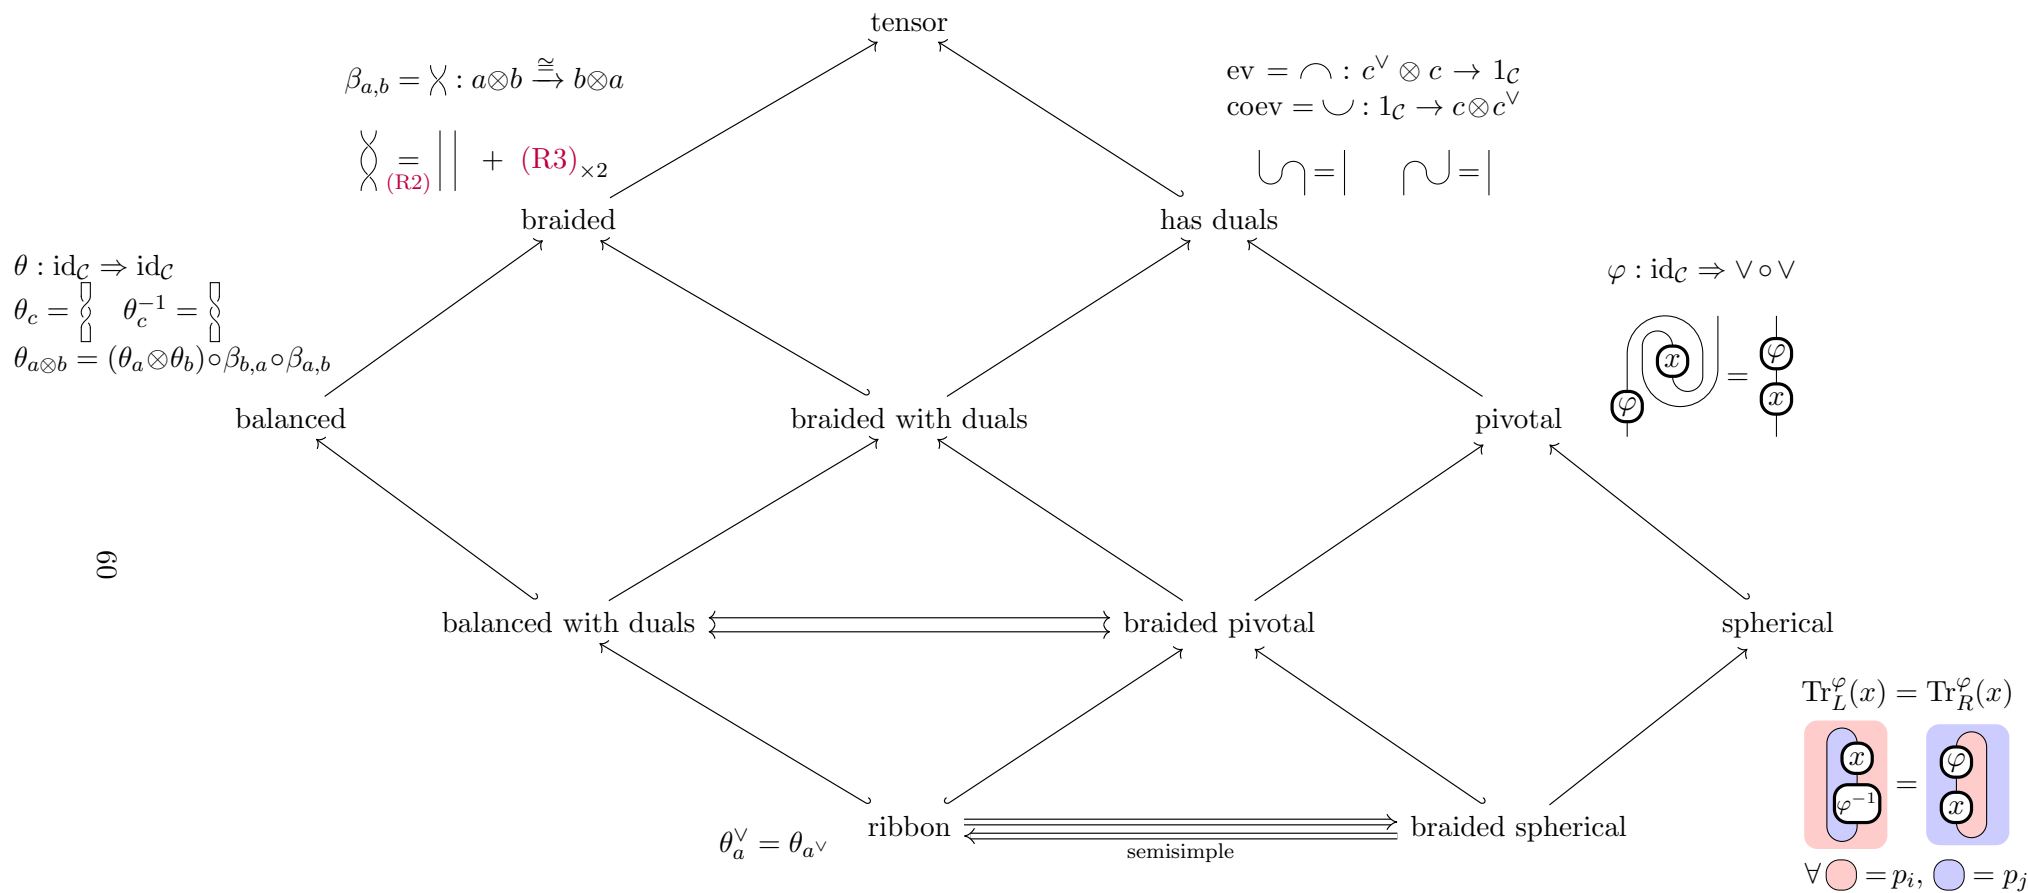 tensor
β_{a,b} = : a⊗b ≅→ b⊗a
= (R2) + (R3)_{×2}
ev = : c^∨ ⊗ c → 1_𝒞
coev = : 1_𝒞 → c⊗c^∨
= =
braided
has duals
θ : id_𝒞 ⇒ id_𝒞
θ_c = θ_c^{-1} =
θ_{a⊗b} = (θ_a⊗θ_b)∘β_{b,a}∘β_{a,b}
φ : id_𝒞 ⇒ ∨∘∨
x φ = φ x
balanced
braided with duals
pivotal
60
balanced with duals
braided pivotal
spherical
Tr_L^φ(x) = Tr_R^φ(x)
x φ^{-1} = φ x
∀ = p_i, = p_j
θ_a^∨ = θ_{a^∨}
ribbon
semisimple
braided spherical